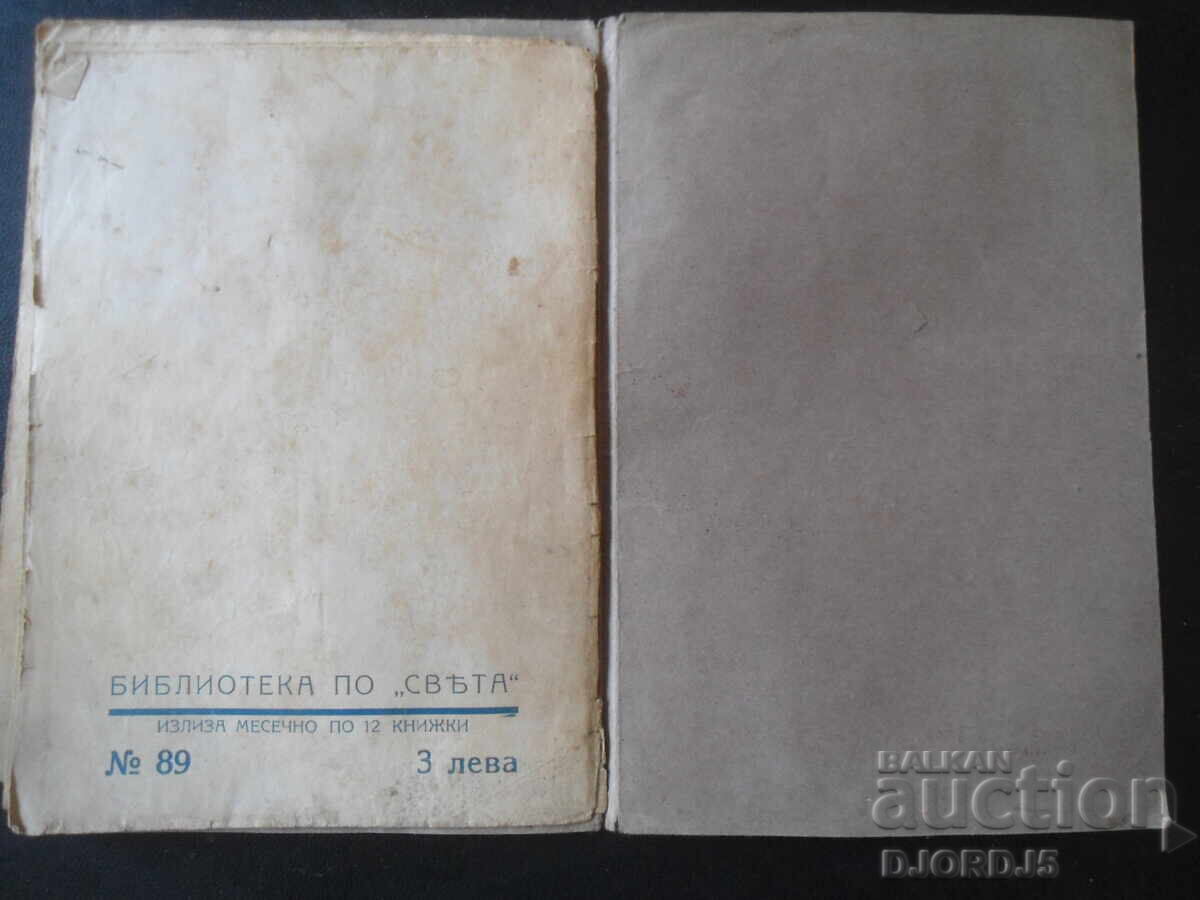 БИБЛИОТЕКА ПО „СВѢТА“
ИЗЛИЗА МЕСЕЧНО ПО 12 КНИЖКИ
№ 89 3 лева
BALKAN
auction
DJORDJ5